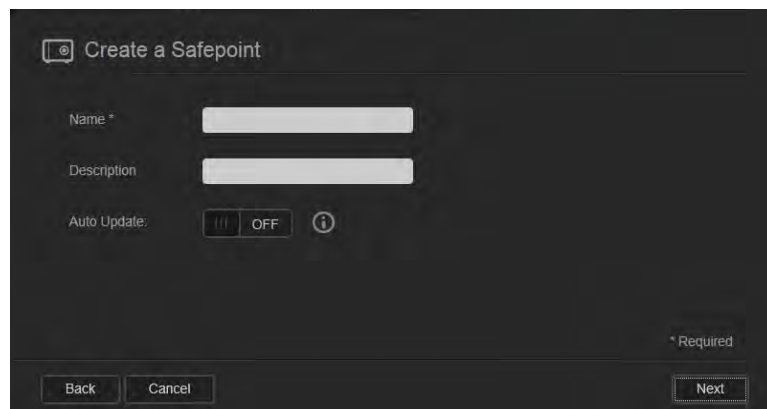 Create a Safepoint
Name *
Description
Auto Update:
OFF
* Required
Back
Cancel
Next